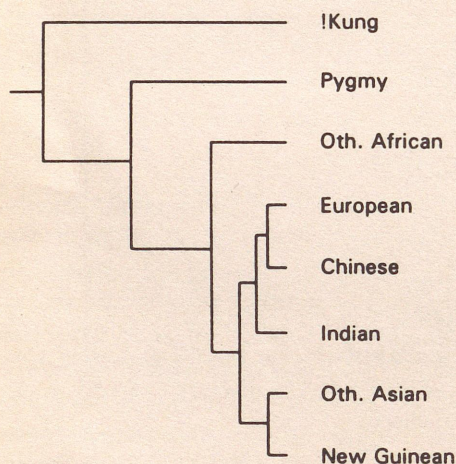 !Kung
Pygmy
Oth. African
European
Chinese
Indian
Oth. Asian
New Guinean